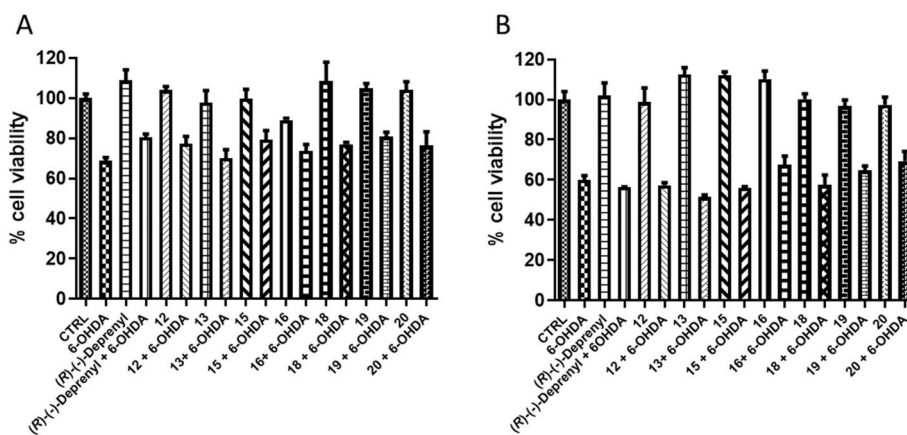 A
% cell viability
120
100
80
60
40
20
0
CTRL
6-OHDA
(R)-(-)-Deprenyl
(R)-(-)-Deprenyl + 6-OHDA
12
12 + 6-OHDA
13
13+ 6-OHDA
15
15 + 6-OHDA
16
16+ 6-OHDA
18
18 + 6-OHDA
19
19 + 6-OHDA
20
20 + 6-OHDA
B
% cell viability
120
100
80
60
40
20
0
CTRL
6-OHDA
(R)-(-)-Deprenyl
(R)-(-)-Deprenyl + 6OHDA
12
12 + 6-OHDA
13
13+ 6-OHDA
15
15 + 6-OHDA
16
16+ 6-OHDA
18
18 + 6-OHDA
19
19 + 6-OHDA
20
20 + 6-OHDA